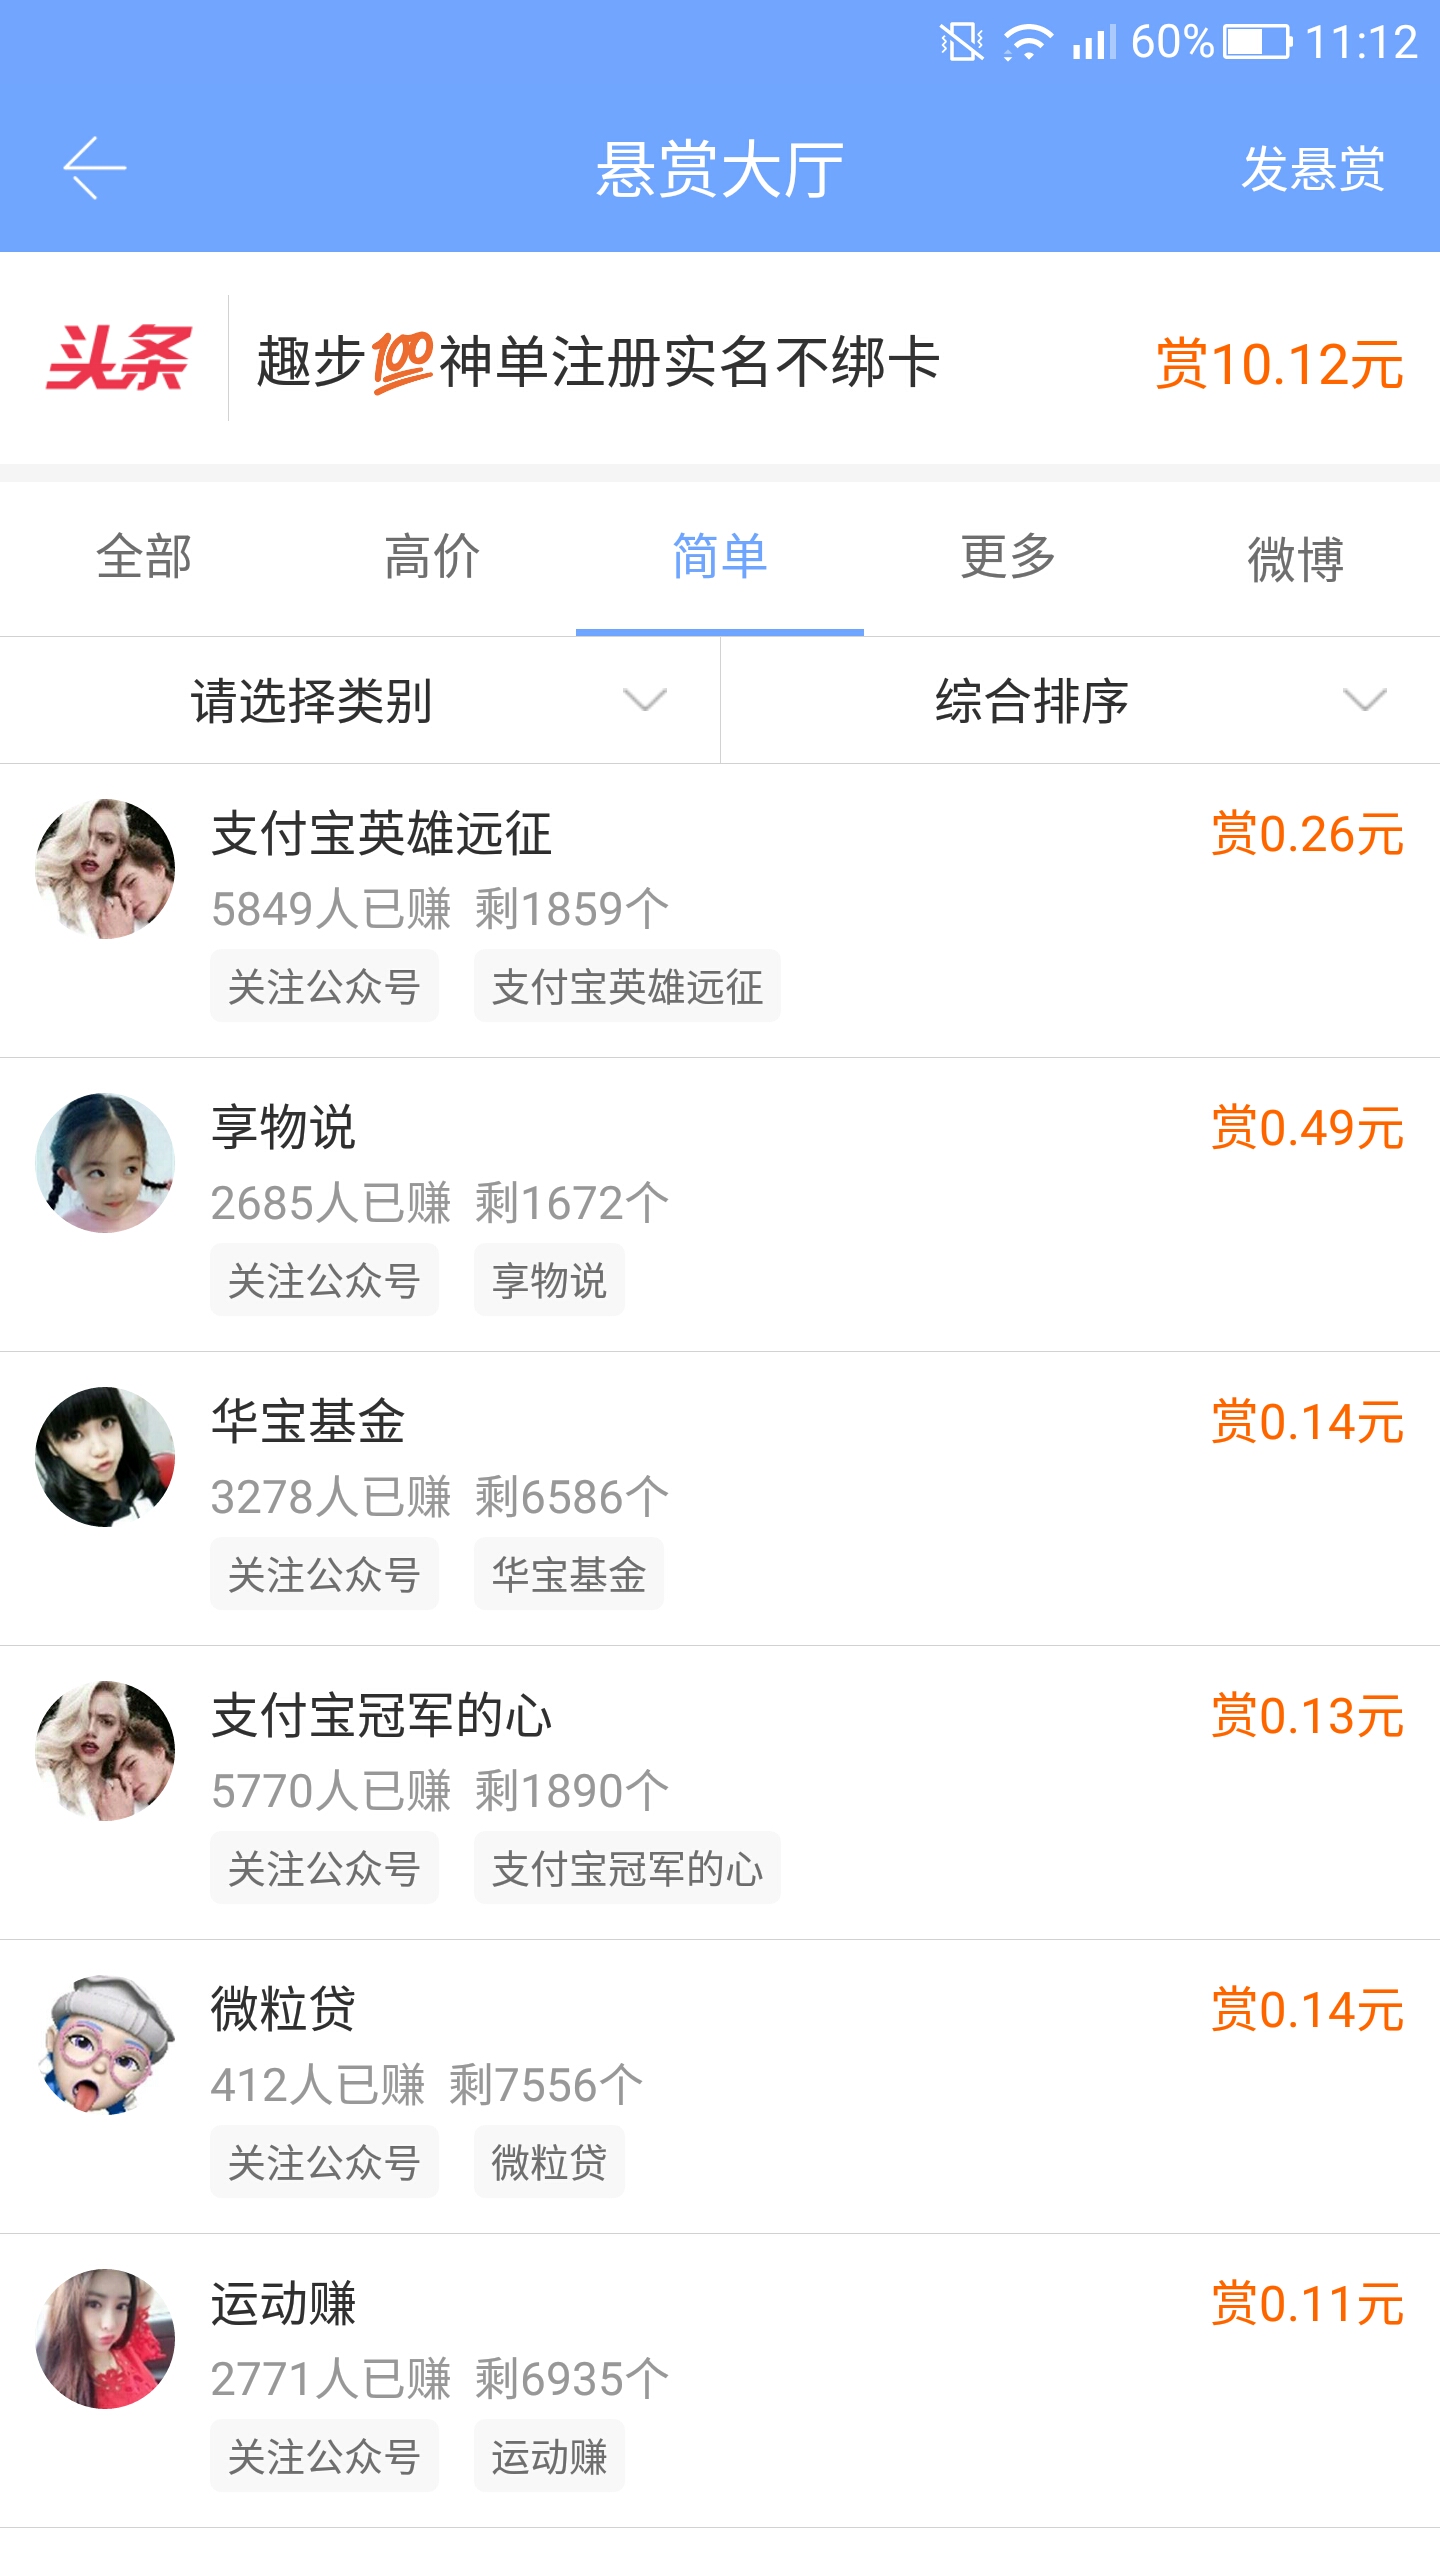 60% 11:12
悬赏大厅 发悬赏
头条 趣步💯神单注册实名不绑卡 赏10.12元
全部 高价 简单 更多 微博
请选择类别 综合排序
支付宝英雄远征 赏0.26元
5849人已赚 剩1859个
关注公众号 支付宝英雄远征
享物说 赏0.49元
2685人已赚 剩1672个
关注公众号 享物说
华宝基金 赏0.14元
3278人已赚 剩6586个
关注公众号 华宝基金
支付宝冠军的心 赏0.13元
5770人已赚 剩1890个
关注公众号 支付宝冠军的心
微粒贷 赏0.14元
412人已赚 剩7556个
关注公众号 微粒贷
运动赚 赏0.11元
2771人已赚 剩6935个
关注公众号 运动赚